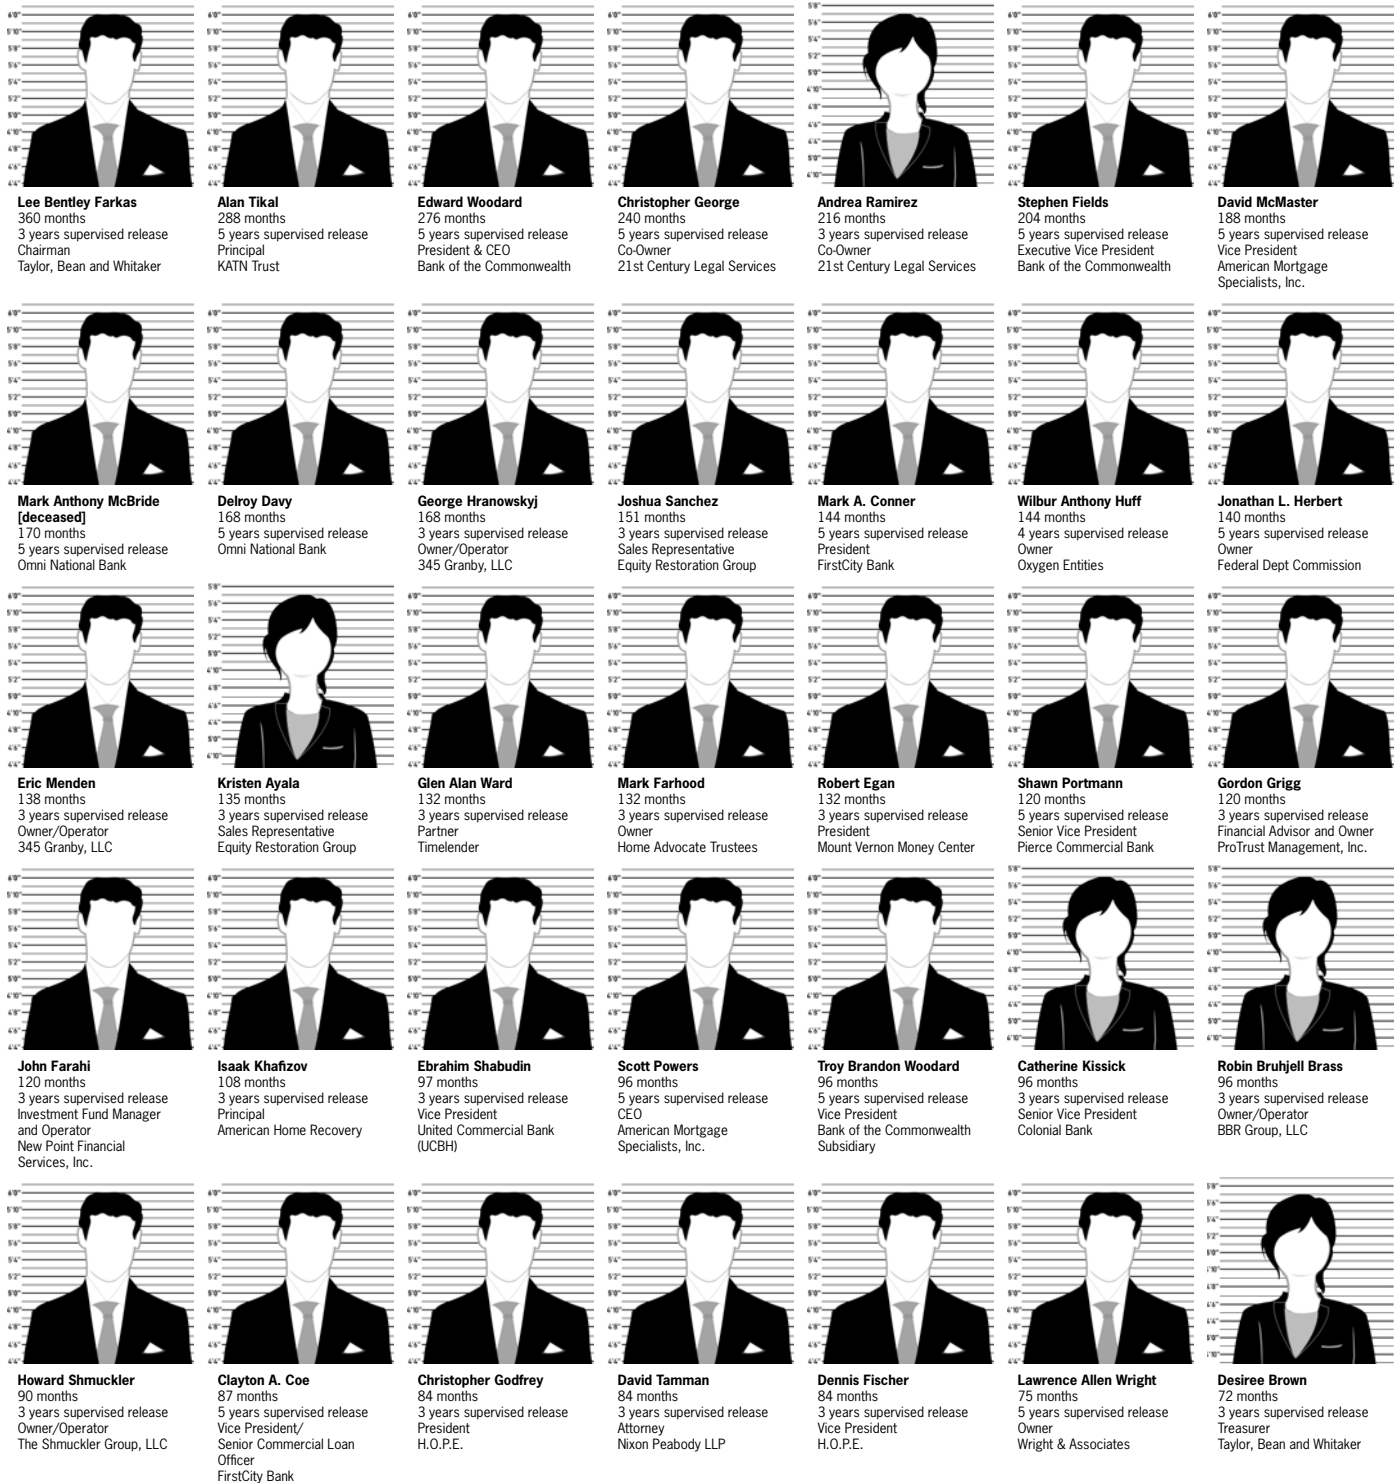 Lee Bentley Farkas
360 months
3 years supervised release
Chairman
Taylor, Bean and Whitaker
Alan Tikal
288 months
5 years supervised release
Principal
KATN Trust
Edward Woodard
276 months
5 years supervised release
President & CEO
Bank of the Commonwealth
Christopher George
240 months
5 years supervised release
Co-Owner
21st Century Legal Services
Andrea Ramirez
216 months
3 years supervised release
Co-Owner
21st Century Legal Services
Stephen Fields
204 months
5 years supervised release
Executive Vice President
Bank of the Commonwealth
David McMaster
188 months
5 years supervised release
Vice President
American Mortgage
Specialists, Inc.
Mark Anthony McBride
[deceased]
170 months
5 years supervised release
Omni National Bank
Delroy Davy
168 months
5 years supervised release
Omni National Bank
George Hranowskyj
168 months
3 years supervised release
Owner/Operator
345 Granby, LLC
Joshua Sanchez
151 months
3 years supervised release
Sales Representative
Equity Restoration Group
Mark A. Conner
144 months
5 years supervised release
President
FirstCity Bank
Wilbur Anthony Huff
144 months
4 years supervised release
Owner
Oxygen Entities
Jonathan L. Herbert
140 months
5 years supervised release
Owner
Federal Dept Commission
Eric Menden
138 months
3 years supervised release
Owner/Operator
345 Granby, LLC
Kristen Ayala
135 months
3 years supervised release
Sales Representative
Equity Restoration Group
Glen Alan Ward
132 months
3 years supervised release
Partner
Timelender
Mark Farhood
132 months
3 years supervised release
Owner
Home Advocate Trustees
Robert Egan
132 months
3 years supervised release
President
Mount Vernon Money Center
Shawn Portmann
120 months
5 years supervised release
Senior Vice President
Pierce Commercial Bank
Gordon Grigg
120 months
3 years supervised release
Financial Advisor and Owner
ProTrust Management, Inc.
John Farahi
120 months
3 years supervised release
Investment Fund Manager
and Operator
New Point Financial
Services, Inc.
Isaak Khafizov
108 months
3 years supervised release
Principal
American Home Recovery
Ebrahim Shabudin
97 months
3 years supervised release
Vice President
United Commercial Bank
(UCBH)
Scott Powers
96 months
5 years supervised release
CEO
American Mortgage
Specialists, Inc.
Troy Brandon Woodard
96 months
5 years supervised release
Vice President
Bank of the Commonwealth
Subsidiary
Catherine Kissick
96 months
3 years supervised release
Senior Vice President
Colonial Bank
Robin Bruhjell Brass
96 months
3 years supervised release
Owner/Operator
BBR Group, LLC
Howard Shmuckler
90 months
3 years supervised release
Owner/Operator
The Shmuckler Group, LLC
Clayton A. Coe
87 months
5 years supervised release
Vice President/
Senior Commercial Loan
Officer
FirstCity Bank
Christopher Godfrey
84 months
3 years supervised release
President
H.O.P.E.
David Tamman
84 months
3 years supervised release
Attorney
Nixon Peabody LLP
Dennis Fischer
84 months
3 years supervised release
Vice President
H.O.P.E.
Lawrence Allen Wright
75 months
5 years supervised release
Owner
Wright & Associates
Desiree Brown
72 months
3 years supervised release
Treasurer
Taylor, Bean and Whitaker